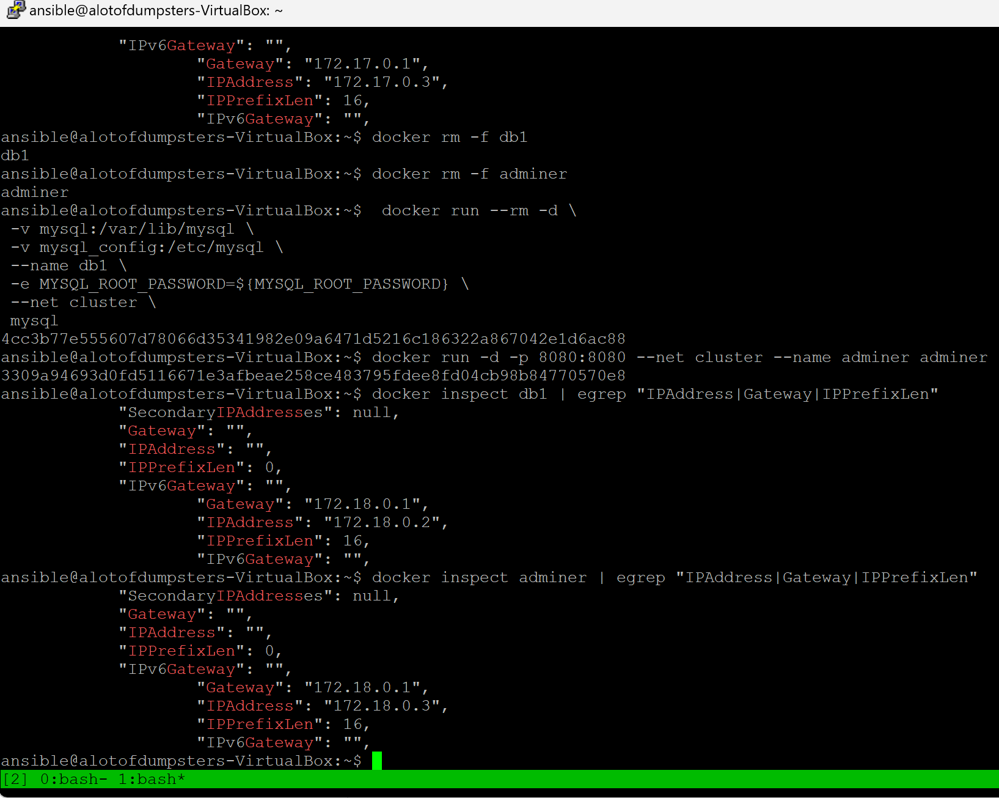 ansible@alotofdumpsters-VirtualBox: ~
"IPv6Gateway": "",
"Gateway": "172.17.0.1",
"IPAddress": "172.17.0.3",
"IPPrefixLen": 16,
"IPv6Gateway": "",
ansible@alotofdumpsters-VirtualBox:~$ docker rm -f db1
db1
ansible@alotofdumpsters-VirtualBox:~$ docker rm -f adminer
adminer
ansible@alotofdumpsters-VirtualBox:~$  docker run --rm -d \
 -v mysql:/var/lib/mysql \
 -v mysql_config:/etc/mysql \
 --name db1 \
 -e MYSQL_ROOT_PASSWORD=${MYSQL_ROOT_PASSWORD} \
 --net cluster \
 mysql
4cc3b77e555607d78066d35341982e09a6471d5216c186322a867042e1d6ac88
ansible@alotofdumpsters-VirtualBox:~$ docker run -d -p 8080:8080 --net cluster --name adminer adminer
3309a94693d0fd5116671e3afbeae258ce483795fdee8fd04cb98b84770570e8
ansible@alotofdumpsters-VirtualBox:~$ docker inspect db1 | egrep "IPAddress|Gateway|IPPrefixLen"
"SecondaryIPAddresses": null,
"Gateway": "",
"IPAddress": "",
"IPPrefixLen": 0,
"IPv6Gateway": "",
"Gateway": "172.18.0.1",
"IPAddress": "172.18.0.2",
"IPPrefixLen": 16,
"IPv6Gateway": "",
ansible@alotofdumpsters-VirtualBox:~$ docker inspect adminer | egrep "IPAddress|Gateway|IPPrefixLen"
"SecondaryIPAddresses": null,
"Gateway": "",
"IPAddress": "",
"IPPrefixLen": 0,
"IPv6Gateway": "",
"Gateway": "172.18.0.1",
"IPAddress": "172.18.0.3",
"IPPrefixLen": 16,
"IPv6Gateway": "",
ansible@alotofdumpsters-VirtualBox:~$
[2] 0:bash- 1:bash*